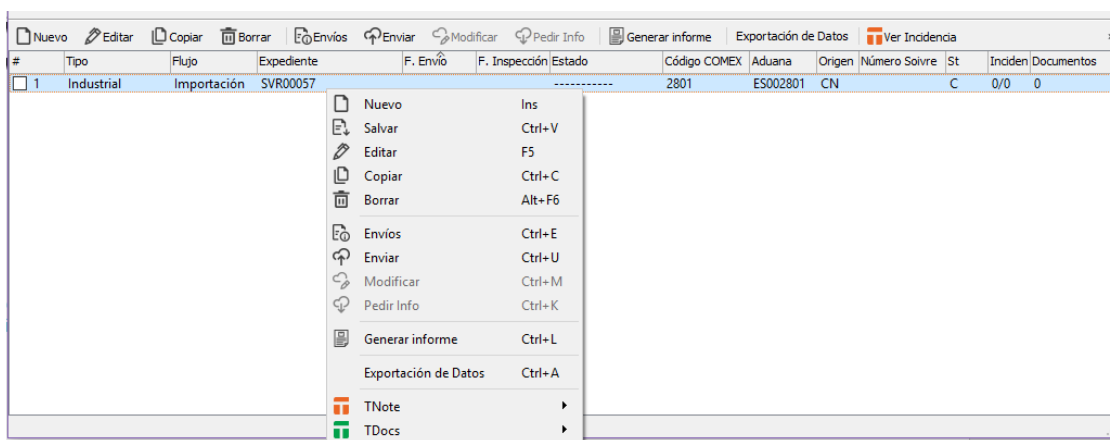 Nuevo Editar Copiar Borrar Envíos Enviar Modificar Pedir Info Generar informe Exportación de Datos Ver Incidencia
# Tipo Flujo Expediente F. Envío F. Inspección Estado Código COMEX Aduana Origen Número Soivre St Inciden Documentos
1 Industrial Importación SVR00057 ----------- 2801 ES002801 CN C 0/0 0
Nuevo Ins
Salvar Ctrl+V
Editar F5
Copiar Ctrl+C
Borrar Alt+F6
Envíos Ctrl+E
Enviar Ctrl+U
Modificar Ctrl+M
Pedir Info Ctrl+K
Generar informe Ctrl+L
Exportación de Datos Ctrl+A
TNote
TDocs